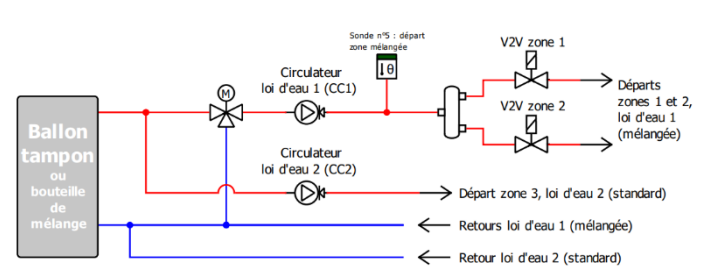 Sonde n°5 : départ
zone mélangée
V2V zone 1
Circulateur
loi d'eau 1 (CC1)
M
θ
Départs
zones 1 et 2,
loi d'eau 1
(mélangée)
V2V zone 2
Ballon
tampon
ou
bouteille
de
mélange
Circulateur
loi d'eau 2 (CC2)
Départ zone 3, loi d'eau 2 (standard)
Retours loi d'eau 1 (mélangée)
Retour loi d'eau 2 (standard)